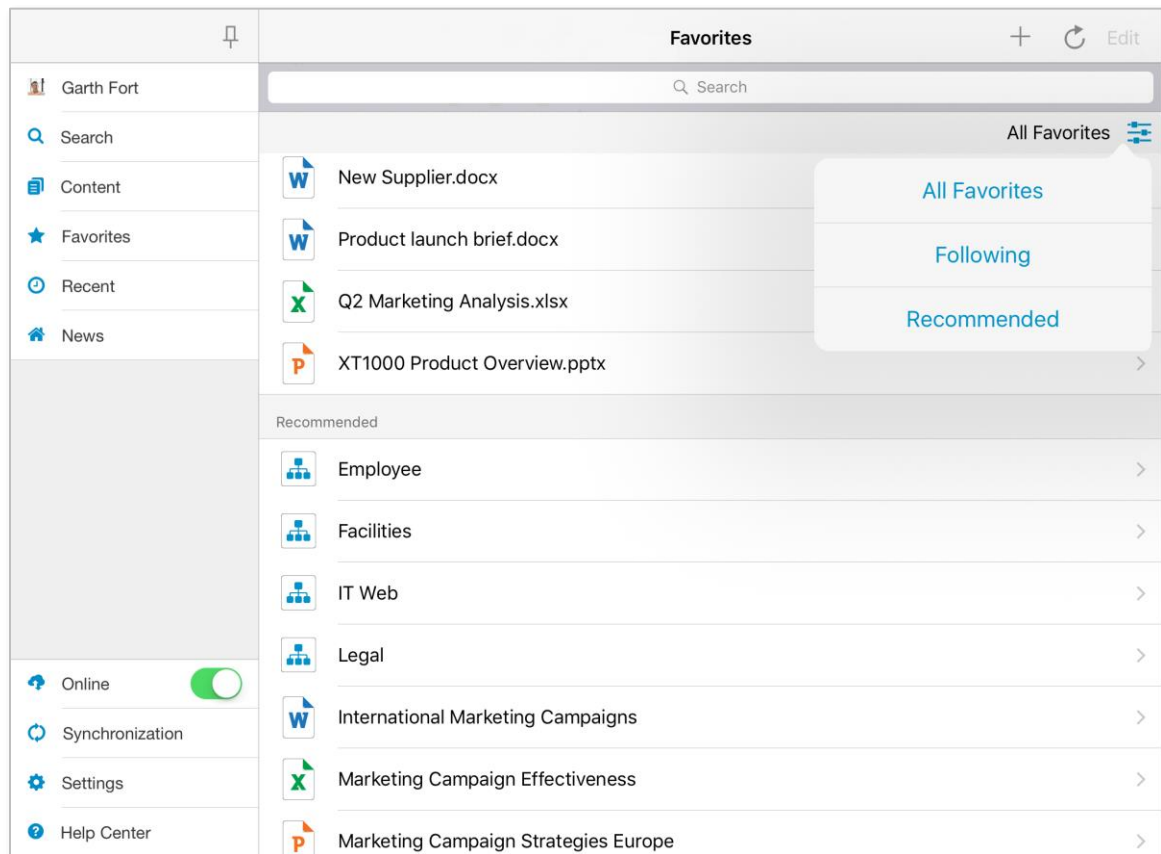 Favorites
Edit
Garth Fort
Search
Content
Favorites
Recent
News
Online
Synchronization
Settings
Help Center
Search
All Favorites
New Supplier.docx
Product launch brief.docx
Q2 Marketing Analysis.xlsx
XT1000 Product Overview.pptx
All Favorites
Following
Recommended
Recommended
Employee
Facilities
IT Web
Legal
International Marketing Campaigns
Marketing Campaign Effectiveness
Marketing Campaign Strategies Europe